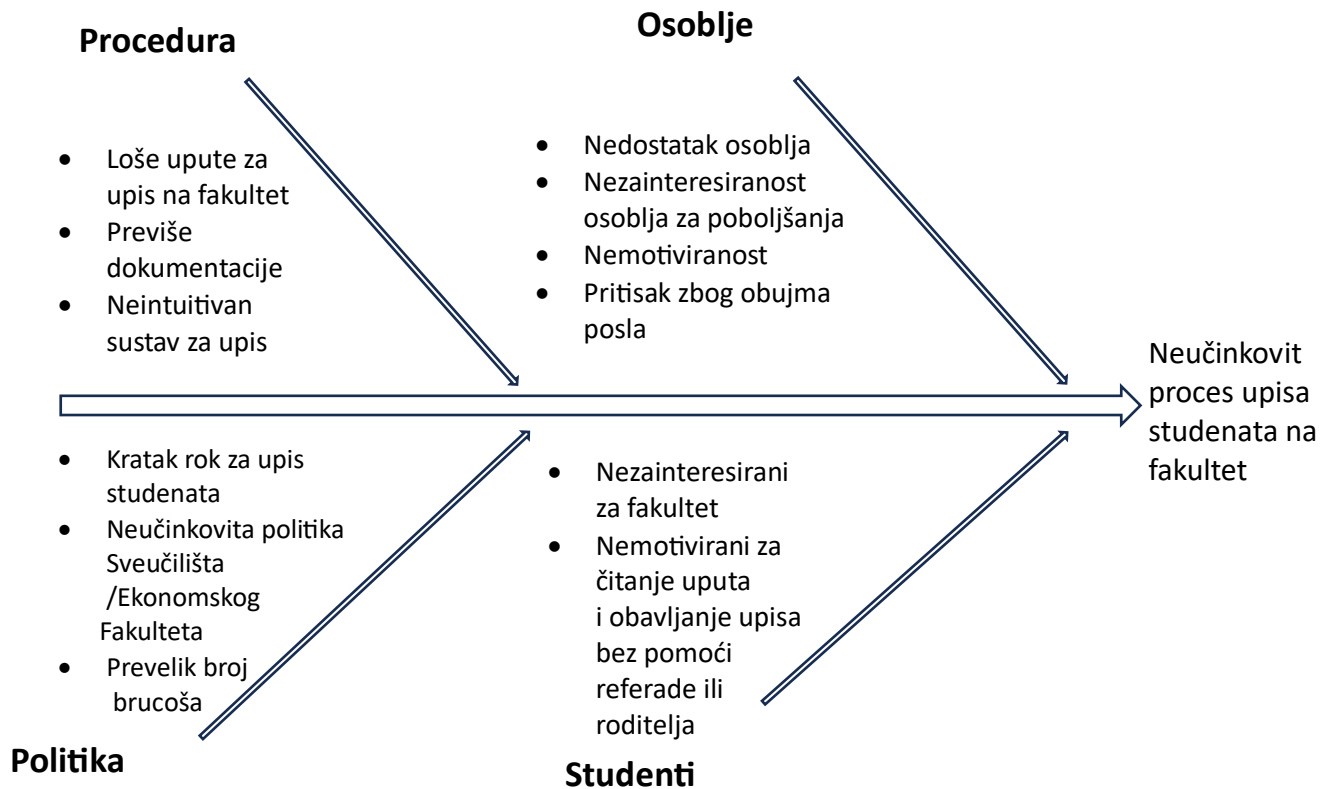 Procedura
• Loše upute za
upis na fakultet
• Previše
dokumentacije
• Neintuitivan
sustav za upis
Osoblje
• Nedostatak osoblja
• Nezainteresiranost
osoblja za poboljšanja
• Nemotiviranost
• Pritisak zbog obujma
posla
Neučinkovit
proces upisa
studenata na
fakultet
• Kratak rok za upis
studenata
• Neučinkovita politika
Sveučilišta
/Ekonomskog
Fakulteta
• Prevelik broj
brucoša
Politika
• Nezainteresirani
za fakultet
• Nemotivirani za
čitanje uputa
i obavljanje upisa
bez pomoći
referade ili
roditelja
Studenti